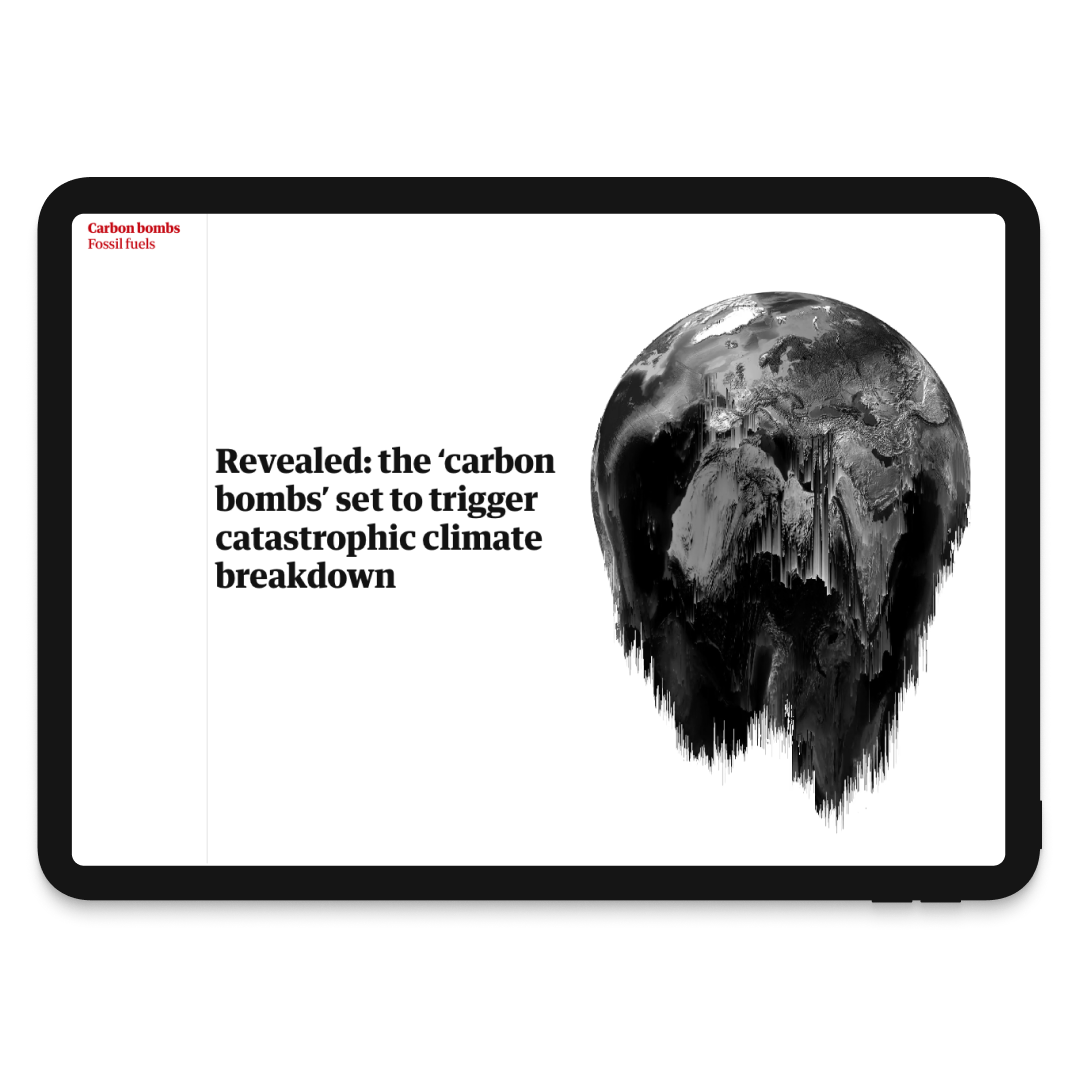 Carbon bombs
Fossil fuels
Revealed: the ‘carbon
bombs’ set to trigger
catastrophic climate
breakdown